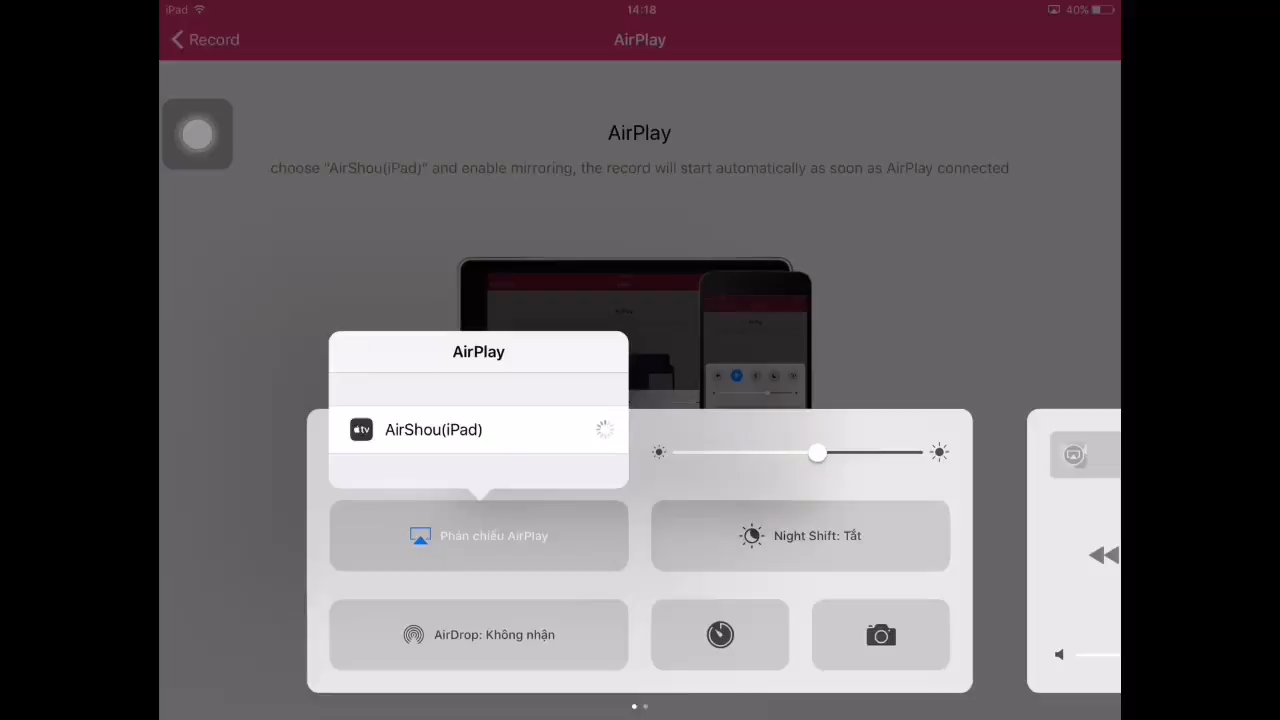 iPad
14:18
40%
Record
AirPlay
AirPlay
choose "AirShou(iPad)" and enable mirroring, the record will start automatically as soon as AirPlay connected
AirPlay
tv
AirShou(iPad)
Phản chiếu AirPlay
Night Shift: Tắt
AirDrop: Không nhận